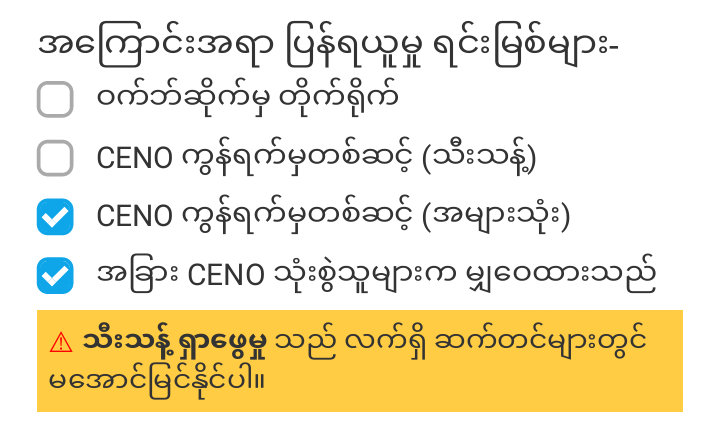 အကြောင်းအရာ ပြန်ရယူမှု ရင်းမြစ်များ-
ဝက်ဘ်ဆိုက်မှ တိုက်ရိုက်
CENO ကွန်ရက်မှတစ်ဆင့် (သီးသန့်)
CENO ကွန်ရက်မှတစ်ဆင့် (အများသုံး)
အခြား CENO သုံးစွဲသူများက မျှဝေထားသည်
⚠ သီးသန့် ရှာဖွေမှု သည် လက်ရှိ ဆက်တင်များတွင်
မအောင်မြင်နိုင်ပါ။